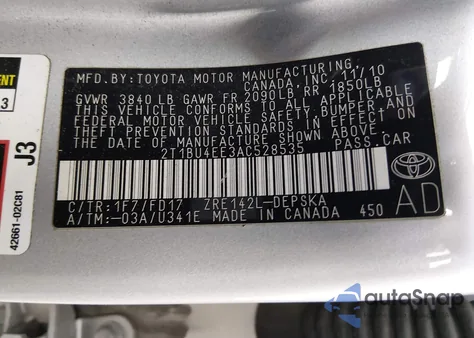 MFD.BY:TOYOTA MOTOR MANUFACTURING,
CANADA, INC. 11/10
GVWR 3840LB GAWR FR 2090LB RR 1850LB
THIS VEHICLE CONFORMS TO ALL APPLICABLE
FEDERAL MOTOR VEHICLE SAFETY, BUMPER, AND
THEFT PREVENTION STANDARDS IN EFFECT ON
THE DATE OF MANUFACTURE SHOWN ABOVE.
2T1BU4EE3AC528535 PASS.CAR
C/TR:1F7/FD17 ZRE142L-DEPSKA
A/TM:-03A/U341E MADE IN CANADA 450
TOYOTA
AD
3
J3
42661-02C81
autoSnap